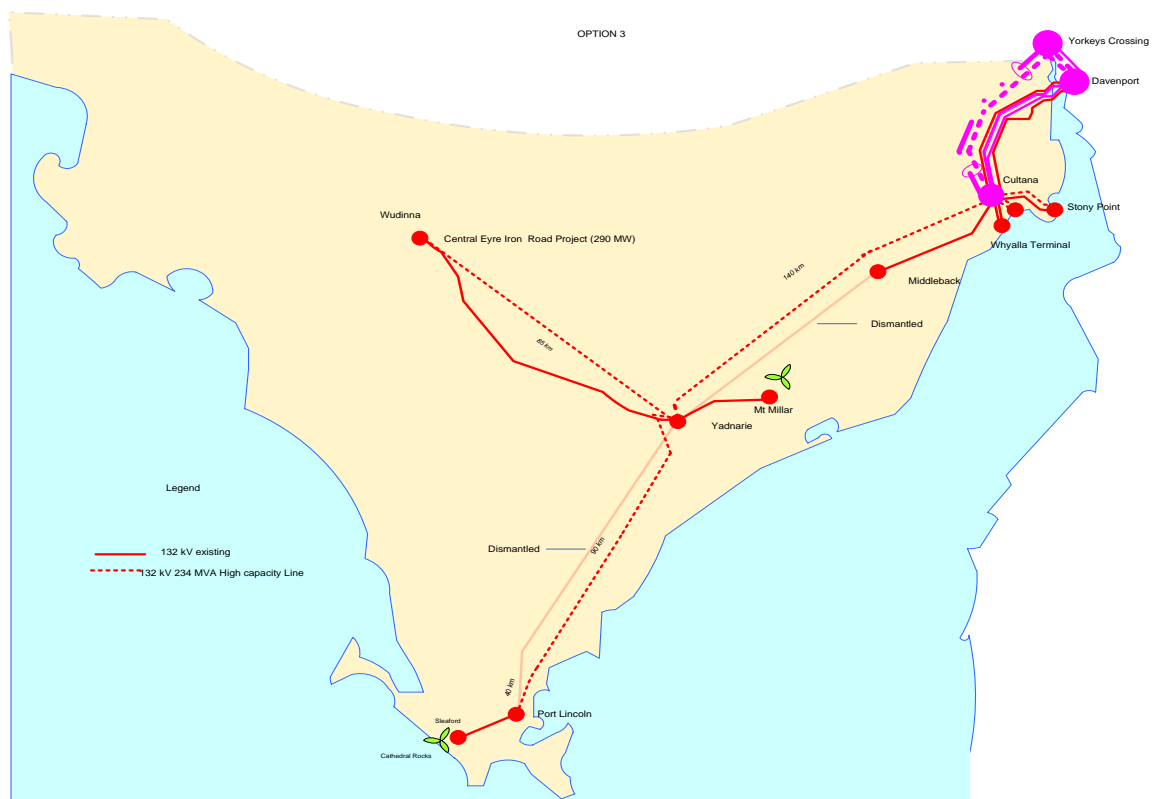 OPTION 3
Yorkeys Crossing
Davenport
Cultana
Stony Point
Whyalla Terminal
Wudinna
Central Eyre Iron  Road Project (290 MW)
140 km
Middleback
Dismantled
85 km
Mt Millar
Yadnarie
Legend
132 kV existing
132 kV 234 MVA High capacity Line
Dismantled
90 km
40 km
Port Lincoln
Sleaford
Cathedral Rocks